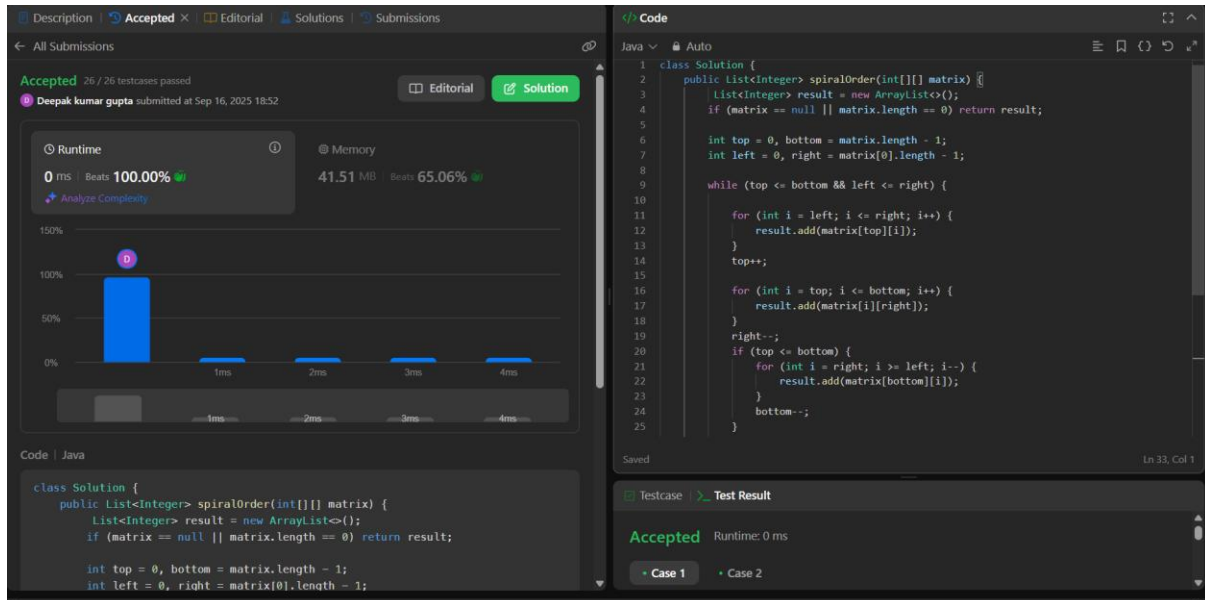 Description | Accepted × | Editorial | Solutions | Submissions
← All Submissions
Accepted 26 / 26 testcases passed
D Deepak kumar gupta submitted at Sep 16, 2025 18:52
Editorial
Solution
Runtime
0 ms | Beats 100.00%
Analyze Complexity
Memory
41.51 MB | Beats 65.06%
150%
D
100%
50%
0%
1ms 2ms 3ms 4ms
1ms 2ms 3ms 4ms
Code | Java
class Solution {
public List<Integer> spiralOrder(int[][] matrix) {
List<Integer> result = new ArrayList<>();
if (matrix == null || matrix.length == 0) return result;
int top = 0, bottom = matrix.length - 1;
int left = 0, right = matrix[0].length - 1;
</> Code
Java Auto
1 class Solution {
2 public List<Integer> spiralOrder(int[][] matrix) {
3 List<Integer> result = new ArrayList<>();
4 if (matrix == null || matrix.length == 0) return result;
5
6 int top = 0, bottom = matrix.length - 1;
7 int left = 0, right = matrix[0].length - 1;
8
9 while (top <= bottom && left <= right) {
10
11 for (int i = left; i <= right; i++) {
12 result.add(matrix[top][i]);
13 }
14 top++;
15
16 for (int i = top; i <= bottom; i++) {
17 result.add(matrix[i][right]);
18 }
19 right--;
20 if (top <= bottom) {
21 for (int i = right; i >= left; i--) {
22 result.add(matrix[bottom][i]);
23 }
24 bottom--;
25 }
Saved
Ln 33, Col 1
Testcase | >_ Test Result
Accepted Runtime: 0 ms
• Case 1 • Case 2